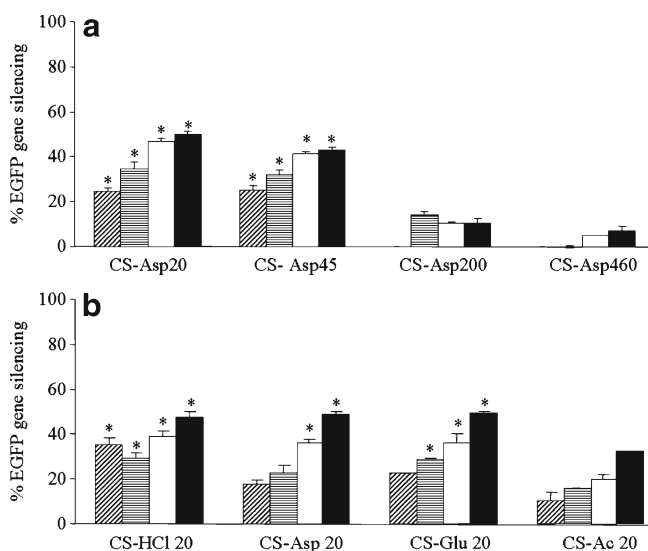 a
% EGFP gene silencing
100
80
60
40
20
0
* * * *
* * * *
CS-Asp20 CS- Asp45 CS-Asp200 CS-Asp460
b
% EGFP gene silencing
100
80
60
40
20
0
* * * *
*
*
* * *
CS-HCl 20 CS-Asp 20 CS-Glu 20 CS-Ac 20